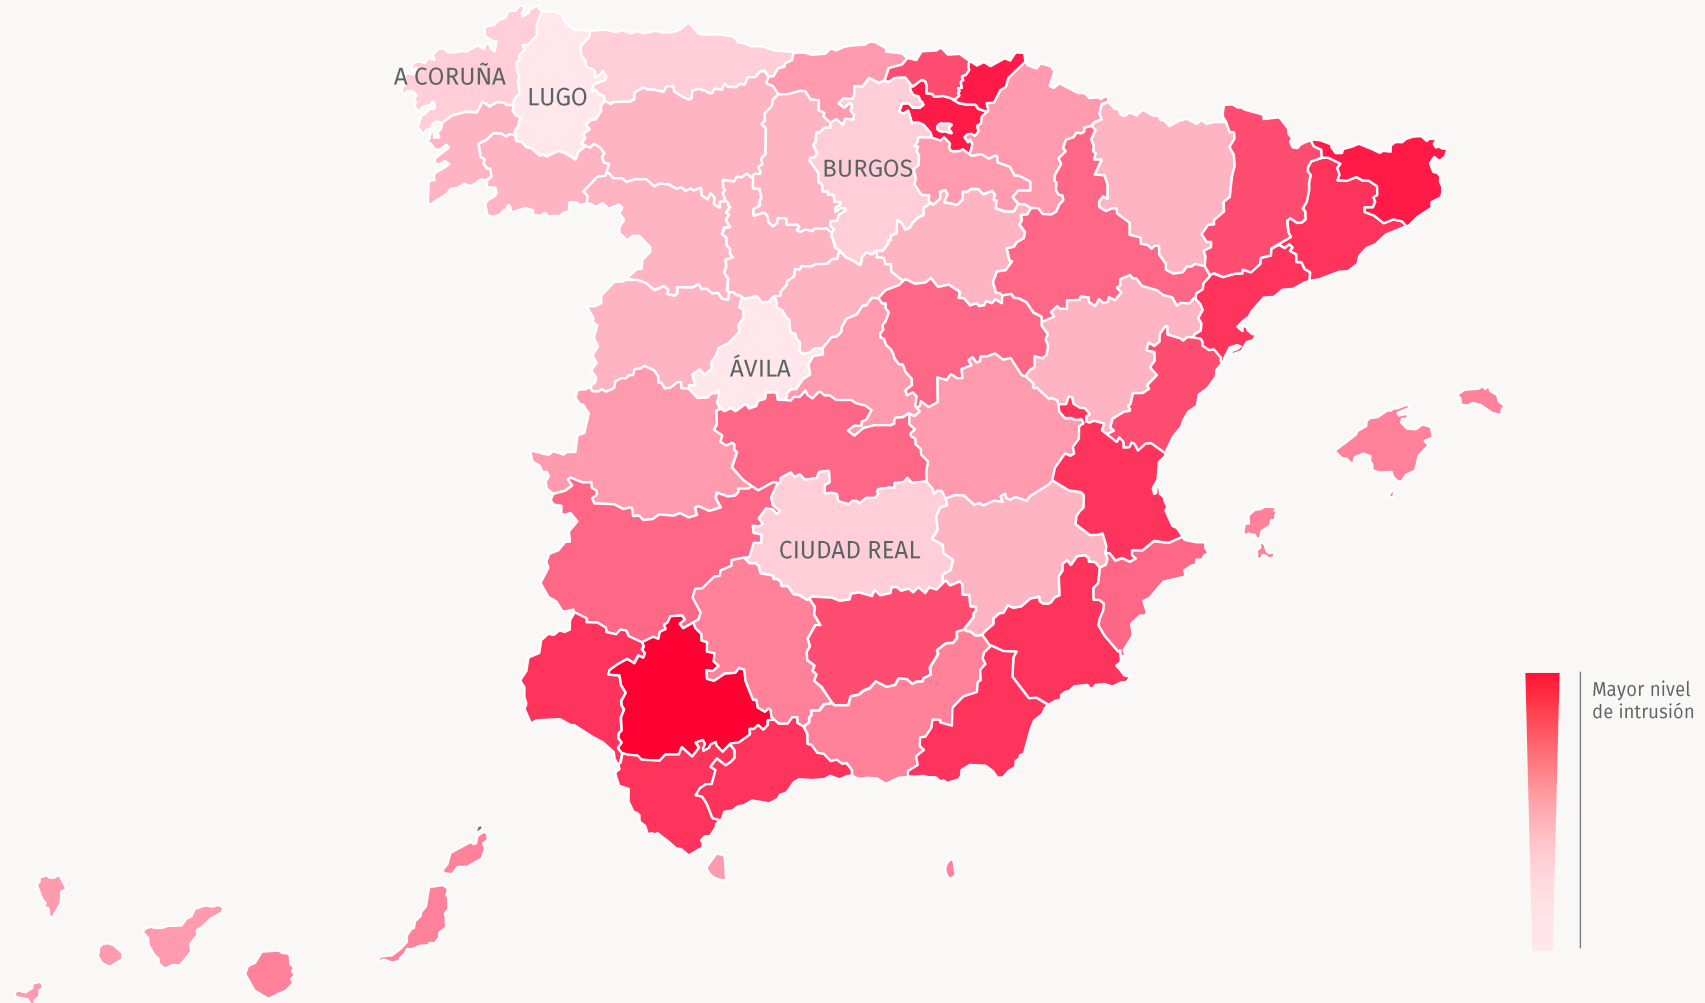 A CORUÑA
LUGO
BURGOS
ÁVILA
CIUDAD REAL
Mayor nivel
de intrusión